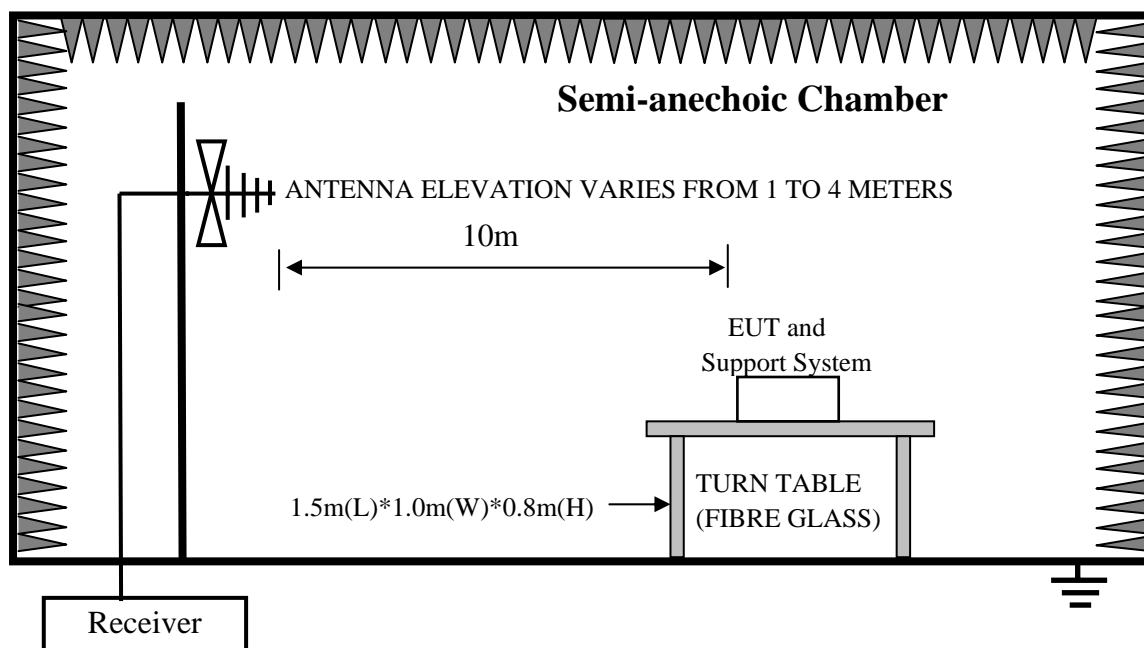 Semi-anechoic Chamber
ANTENNA ELEVATION VARIES FROM 1 TO 4 METERS
10m
EUT and
Support System
1.5m(L)*1.0m(W)*0.8m(H)
TURN TABLE
(FIBRE GLASS)
Receiver